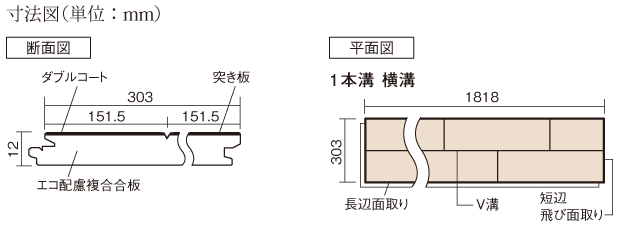 寸法図(単位:mm)
断面図
ダブルコート
突き板
303
151.5
151.5
12
エコ配慮複合合板
平面図
1本溝 横溝
1818
303
長辺面取り
V溝
短辺
飛び面取り